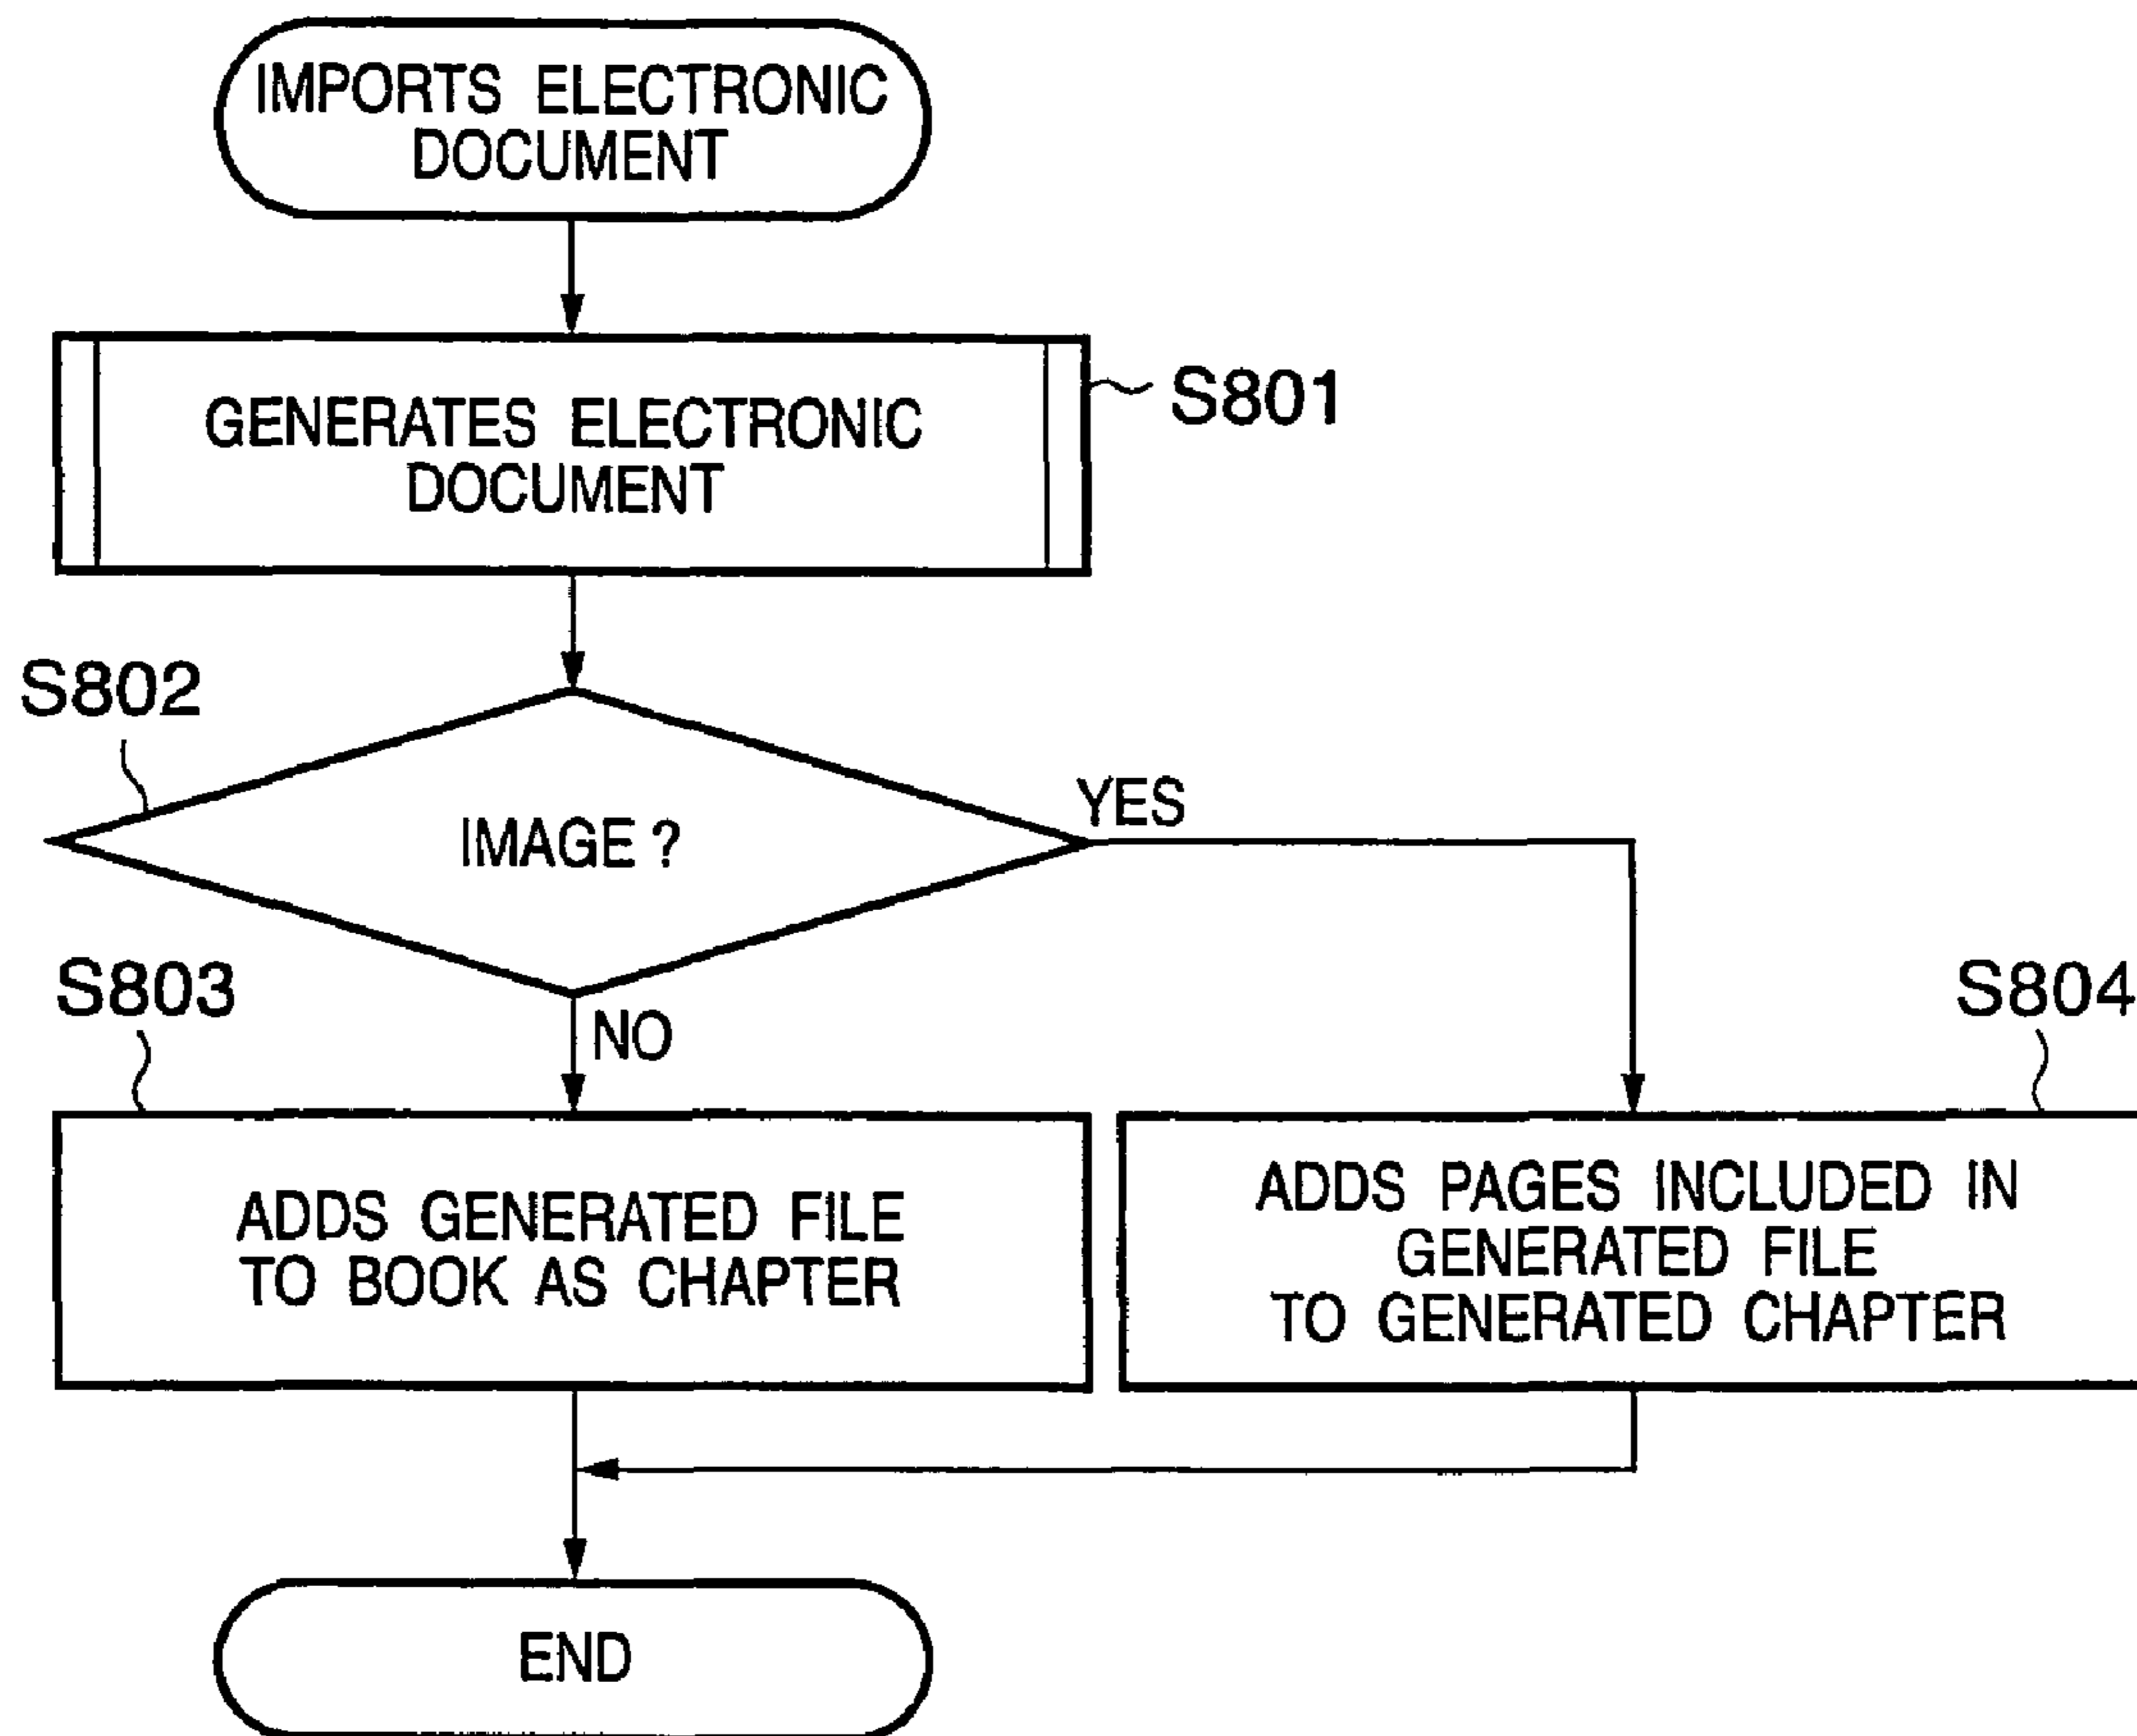 IMPORTS ELECTRONIC
DOCUMENT
GENERATES ELECTRONIC
DOCUMENT
S801
S802
IMAGE ?
YES
NO
S803
ADDS GENERATED FILE
TO BOOK AS CHAPTER
S804
ADDS PAGES INCLUDED IN
GENERATED FILE
TO GENERATED CHAPTER
END